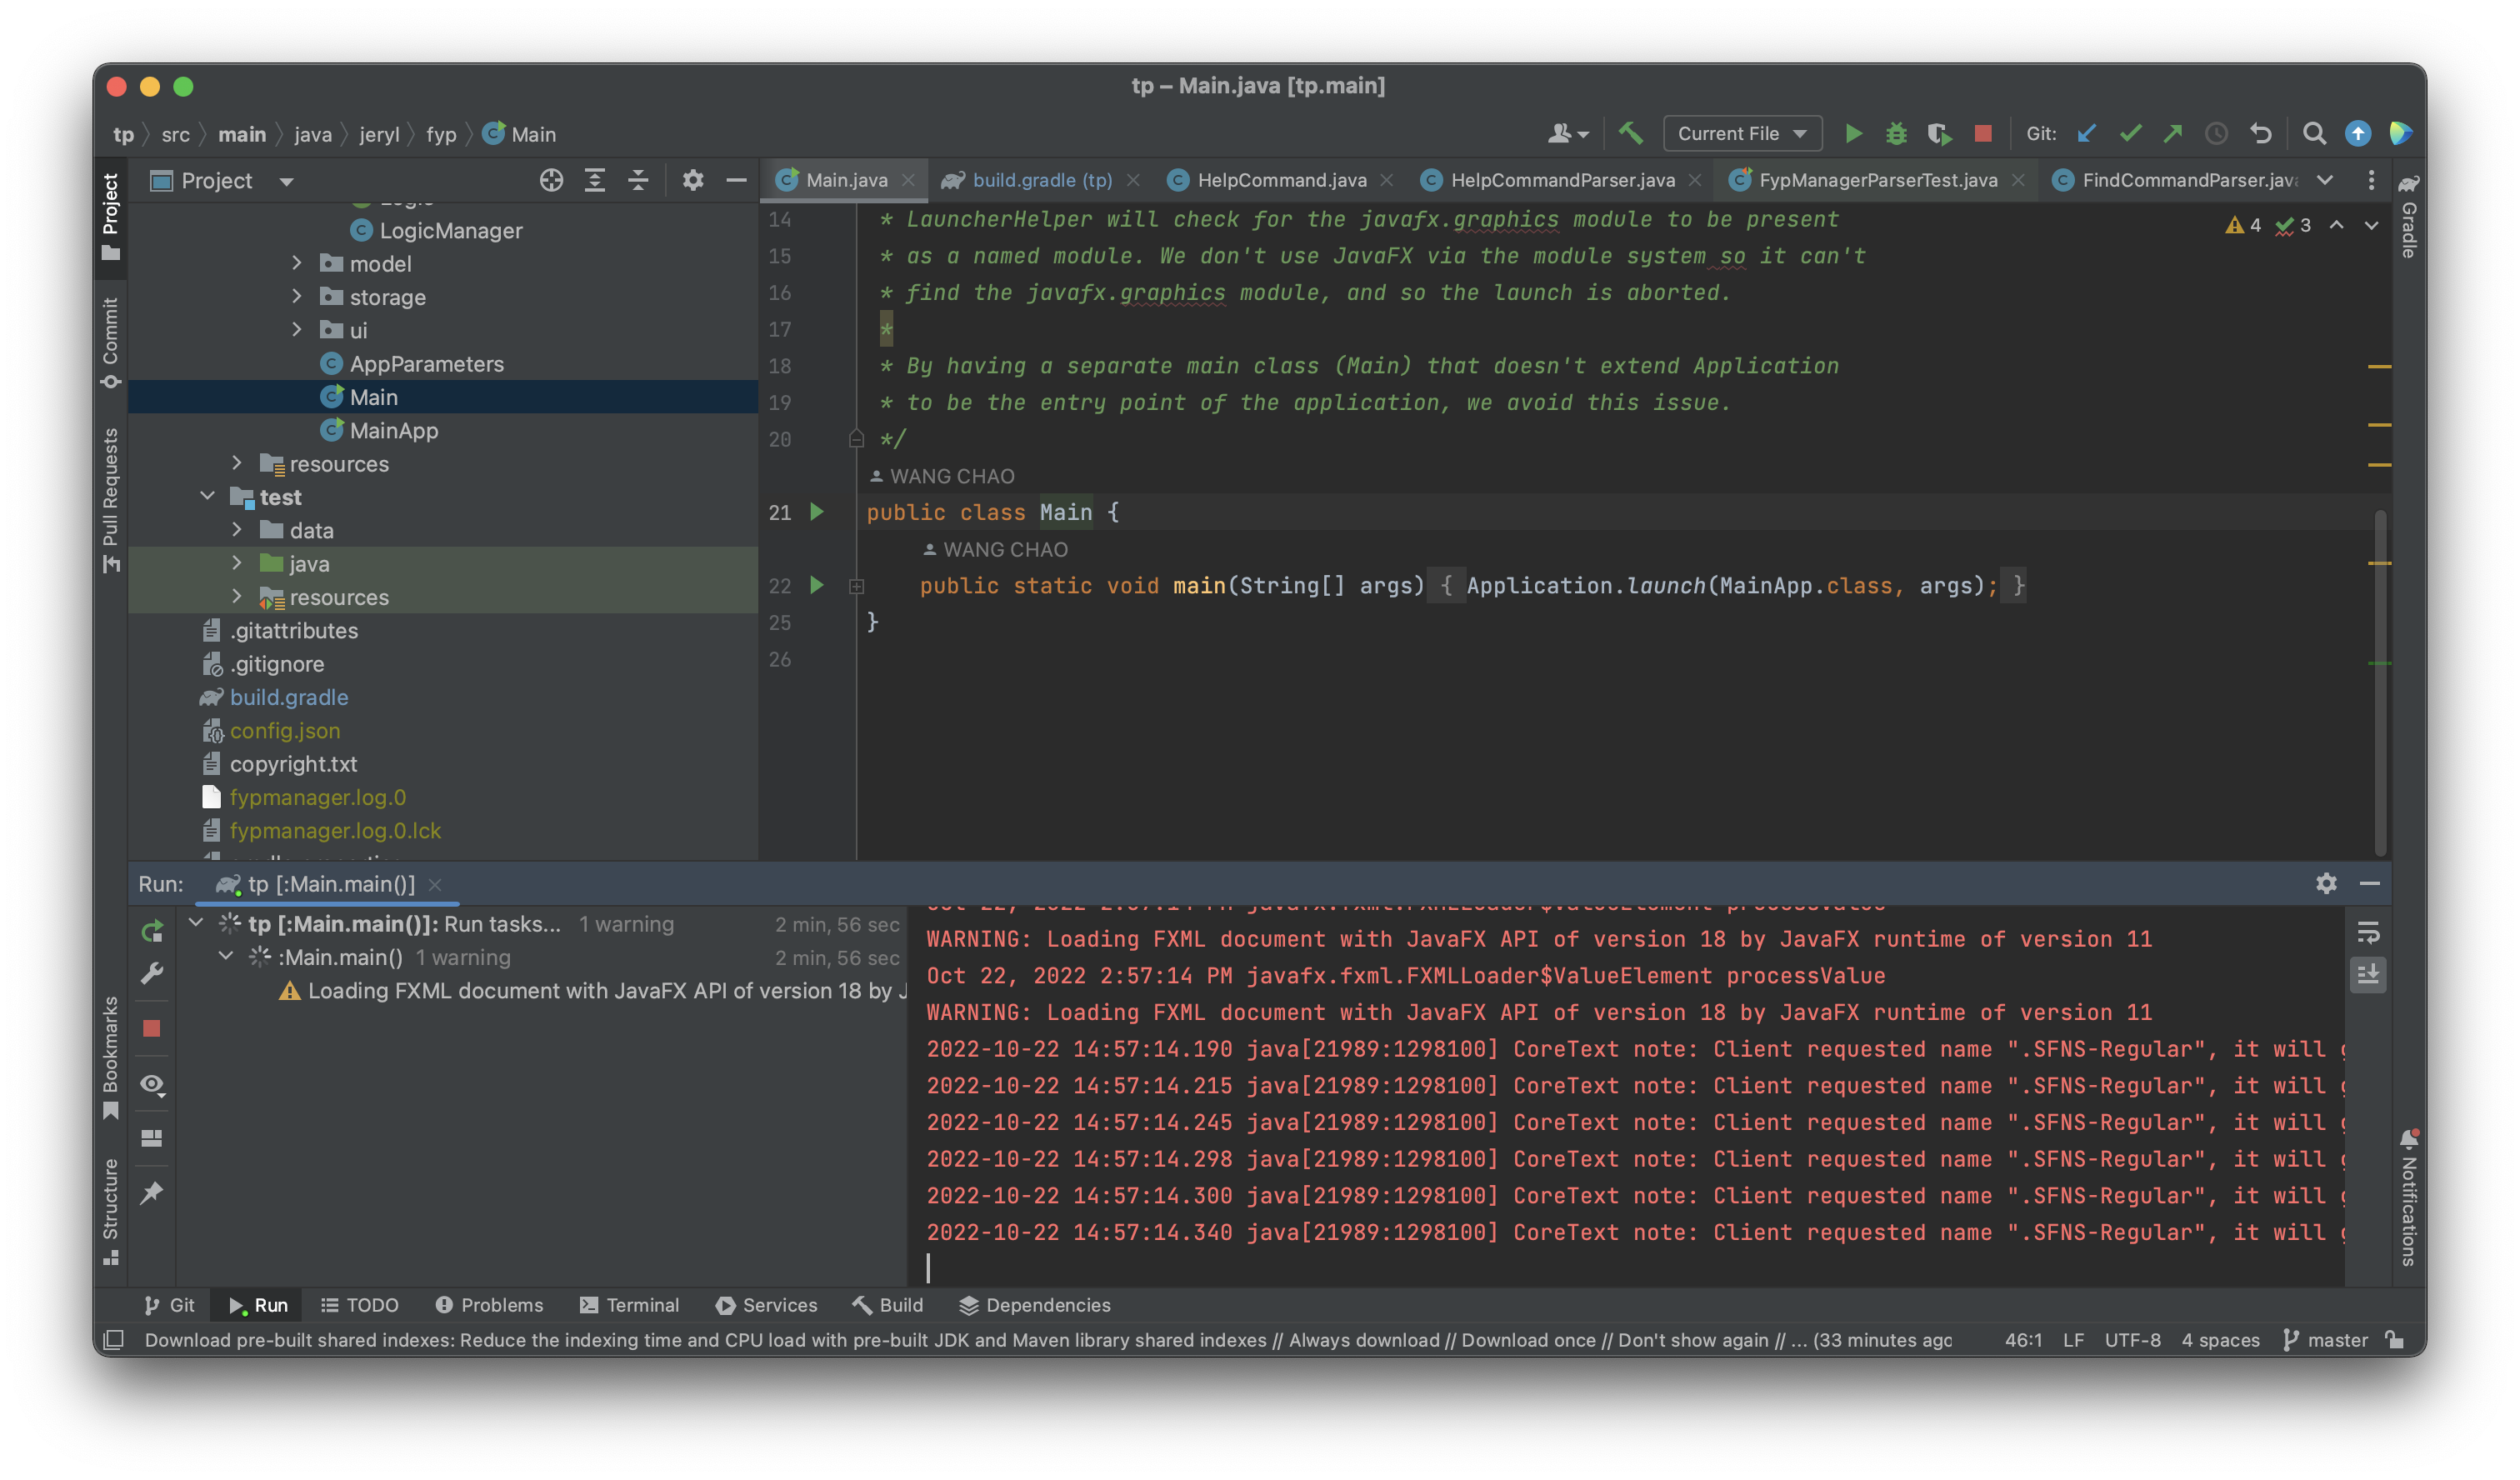 tp – Main.java [tp.main]
tp src main java jeryl fyp Main
Current File
Git:
Project
Main.java
build.gradle (tp)
HelpCommand.java
HelpCommandParser.java
FypManagerParserTest.java
FindCommandParser.java
Project
Commit
Pull Requests
Bookmarks
Structure
LogicManager
model
storage
ui
AppParameters
Main
MainApp
resources
test
data
java
resources
.gitattributes
.gitignore
build.gradle
config.json
copyright.txt
fypmanager.log.0
fypmanager.log.0.lck
14 * LauncherHelper will check for the javafx.graphics module to be present
15 * as a named module. We don't use JavaFX via the module system so it can't
16 * find the javafx.graphics module, and so the launch is aborted.
17 *
18 * By having a separate main class (Main) that doesn't extend Application
19 * to be the entry point of the application, we avoid this issue.
20 */
WANG CHAO
21 public class Main {
WANG CHAO
22 public static void main(String[] args) { Application.launch(MainApp.class, args); }
25 }
26
4 3
Gradle
Notifications
Run: tp [:Main.main()]
tp [:Main.main()]: Run tasks... 1 warning 2 min, 56 sec
:Main.main() 1 warning 2 min, 56 sec
Loading FXML document with JavaFX API of version 18 by J
Oct 22, 2022 2:57:14 PM javafx.fxml.FXMLLoader$ValueElement processValue
WARNING: Loading FXML document with JavaFX API of version 18 by JavaFX runtime of version 11
Oct 22, 2022 2:57:14 PM javafx.fxml.FXMLLoader$ValueElement processValue
WARNING: Loading FXML document with JavaFX API of version 18 by JavaFX runtime of version 11
2022-10-22 14:57:14.190 java[21989:1298100] CoreText note: Client requested name ".SFNS-Regular", it will
2022-10-22 14:57:14.215 java[21989:1298100] CoreText note: Client requested name ".SFNS-Regular", it will
2022-10-22 14:57:14.245 java[21989:1298100] CoreText note: Client requested name ".SFNS-Regular", it will
2022-10-22 14:57:14.298 java[21989:1298100] CoreText note: Client requested name ".SFNS-Regular", it will
2022-10-22 14:57:14.300 java[21989:1298100] CoreText note: Client requested name ".SFNS-Regular", it will
2022-10-22 14:57:14.340 java[21989:1298100] CoreText note: Client requested name ".SFNS-Regular", it will
Git Run TODO Problems Terminal Services Build Dependencies
Download pre-built shared indexes: Reduce the indexing time and CPU load with pre-built JDK and Maven library shared indexes // Always download // Download once // Don't show again // ... (33 minutes ago
46:1 LF UTF-8 4 spaces master